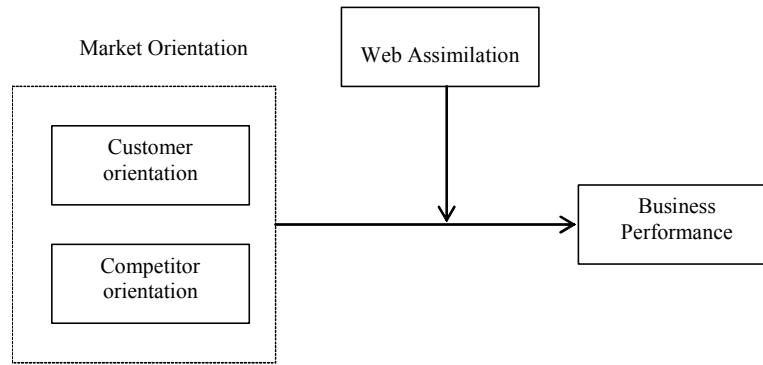 Market Orientation
Web Assimilation
Customer
orientation
Competitor
orientation
Business
Performance